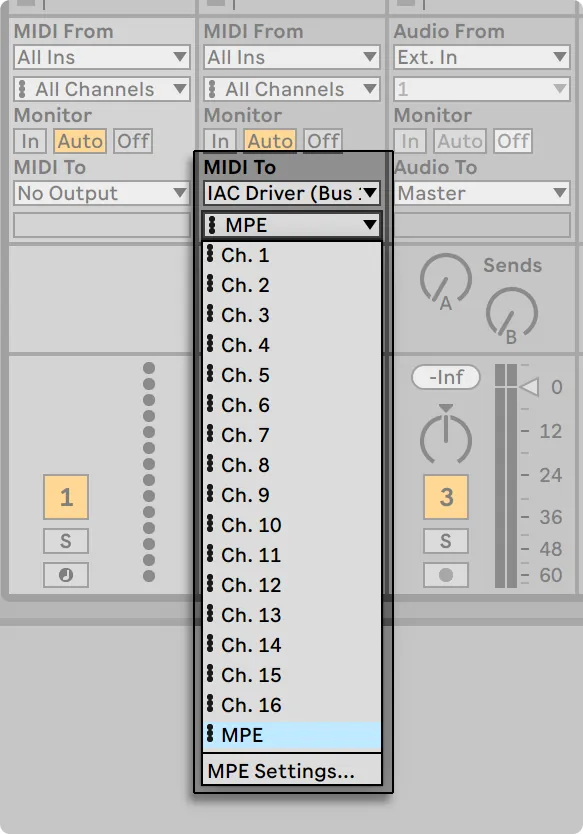 MIDI From
All Ins
All Channels
Monitor
In Auto Off
MIDI To
No Output
1
S
MIDI From
All Ins
All Channels
Monitor
In Auto Off
MIDI To
IAC Driver (Bus
MPE
Ch. 1
Ch. 2
Ch. 3
Ch. 4
Ch. 5
Ch. 6
Ch. 7
Ch. 8
Ch. 9
Ch. 10
Ch. 11
Ch. 12
Ch. 13
Ch. 14
Ch. 15
Ch. 16
MPE
MPE Settings...
Audio From
Ext. In
1
Monitor
In Auto Off
Audio To
Master
Sends
A
B
-Inf
0
12
24
36
48
60
3
S